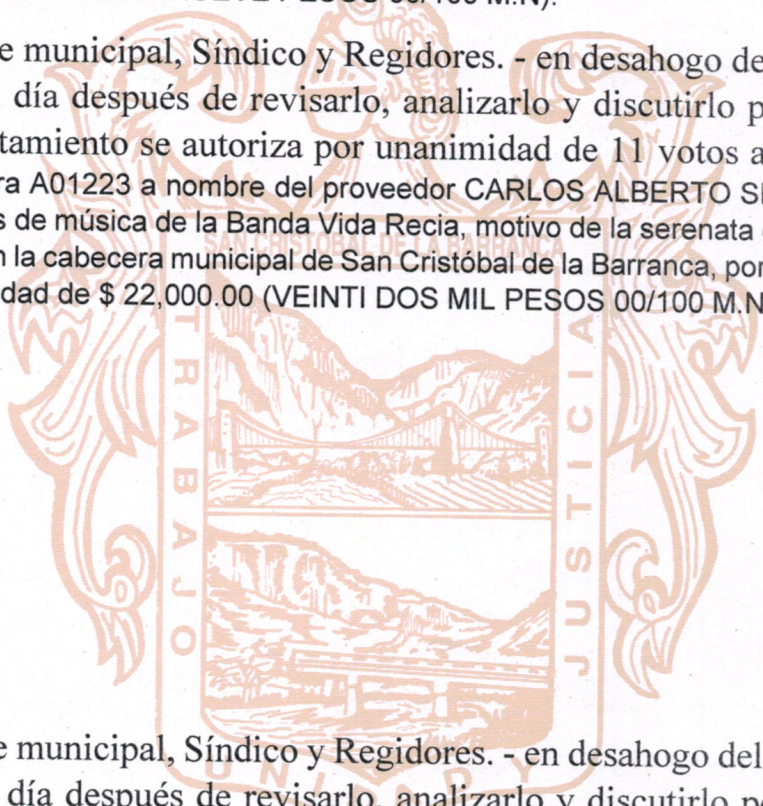 PESOS 00/100 M.N).
e municipal, Síndico y Regidores. - en desahogo de
día después de revisarlo, analizarlo y discutirlo p
tamiento se autoriza por unanimidad de 11 votos a
ra A01223 a nombre del proveedor CARLOS ALBERTO
s de música de la Banda Vida Recia, motivo de la serenata
SAN CRISTOBAL DE LA BARRANCA
n la cabecera municipal de San Cristóbal de la Barranca, por
dad de $ 22,000.00 (VEINTI DOS MIL PESOS 00/100 M.N
TRABAJO
JUSTICIA
e municipal, Síndico y Regidores. - en desahogo del
UNIDAD Y
día después de revisarlo, analizarlo y discutirlo p